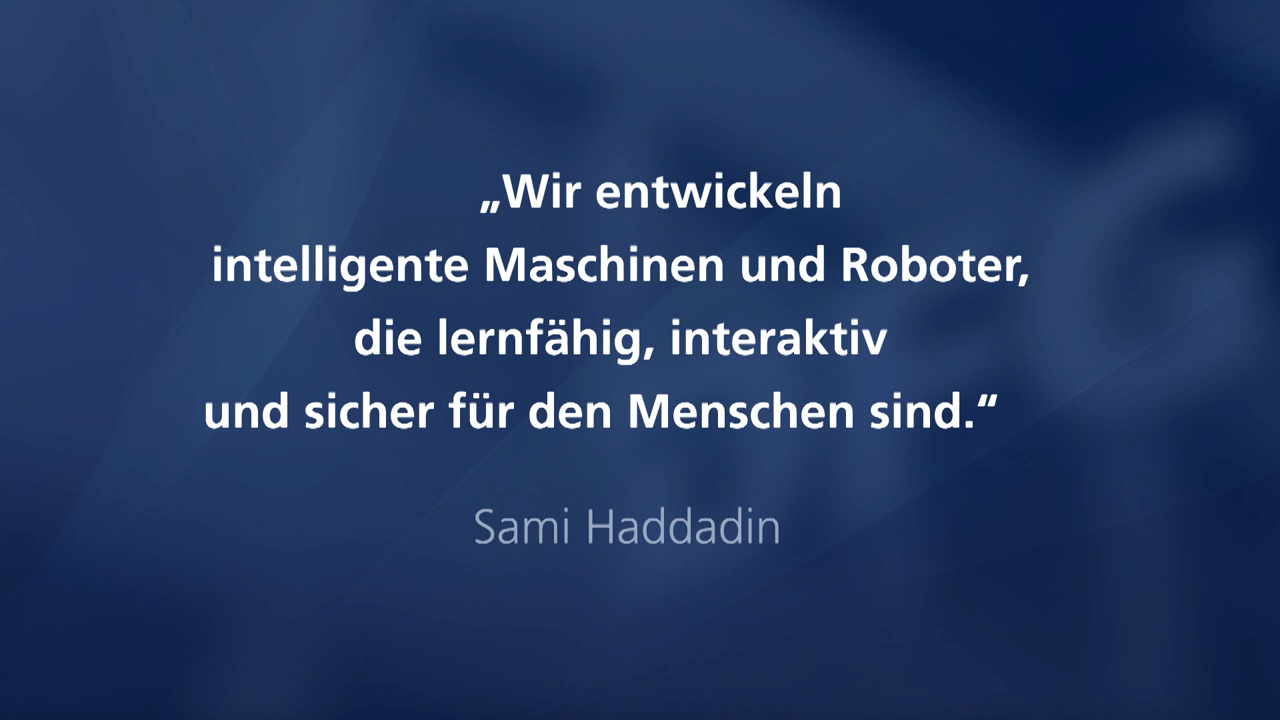 „Wir entwickeln
intelligente Maschinen und Roboter,
die lernfähig, interaktiv
und sicher für den Menschen sind.“
Sami Haddadin